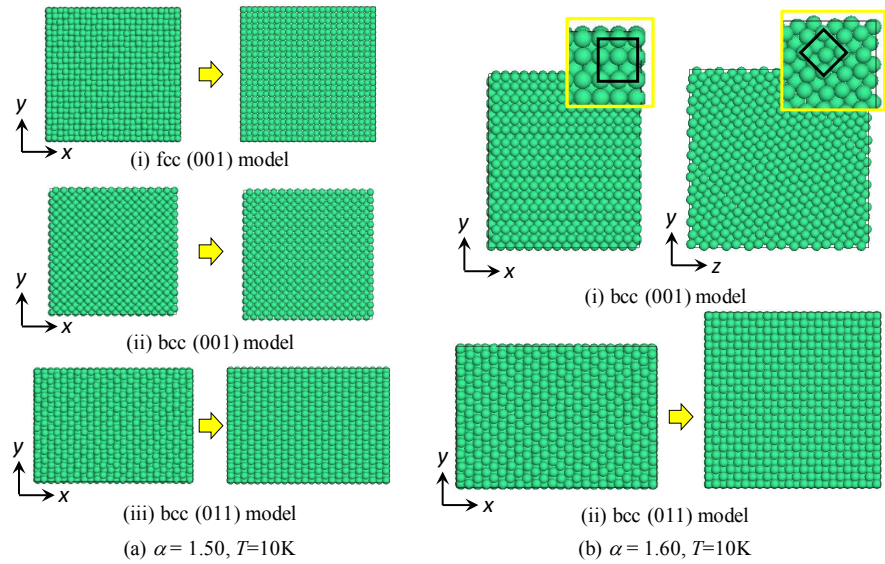 y
x
(i) fcc (001) model
y
x
(ii) bcc (001) model
y
x
(iii) bcc (011) model
(a) α = 1.50, T=10K
y
x
y
z
(i) bcc (001) model
y
x
(ii) bcc (011) model
(b) α = 1.60, T=10K